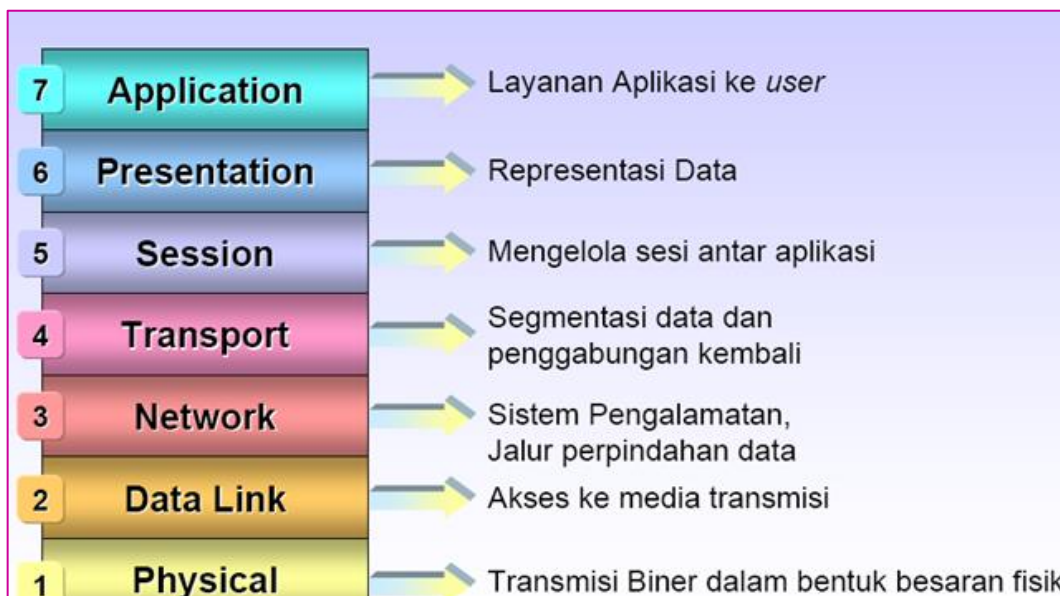 7 Application Layanan Aplikasi ke user
6 Presentation Representasi Data
5 Session Mengelola sesi antar aplikasi
4 Transport Segmentasi data dan
penggabungan kembali
3 Network Sistem Pengalamatan,
Jalur perpindahan data
2 Data Link Akses ke media transmisi
1 Physical Transmisi Biner dalam bentuk besaran fisik